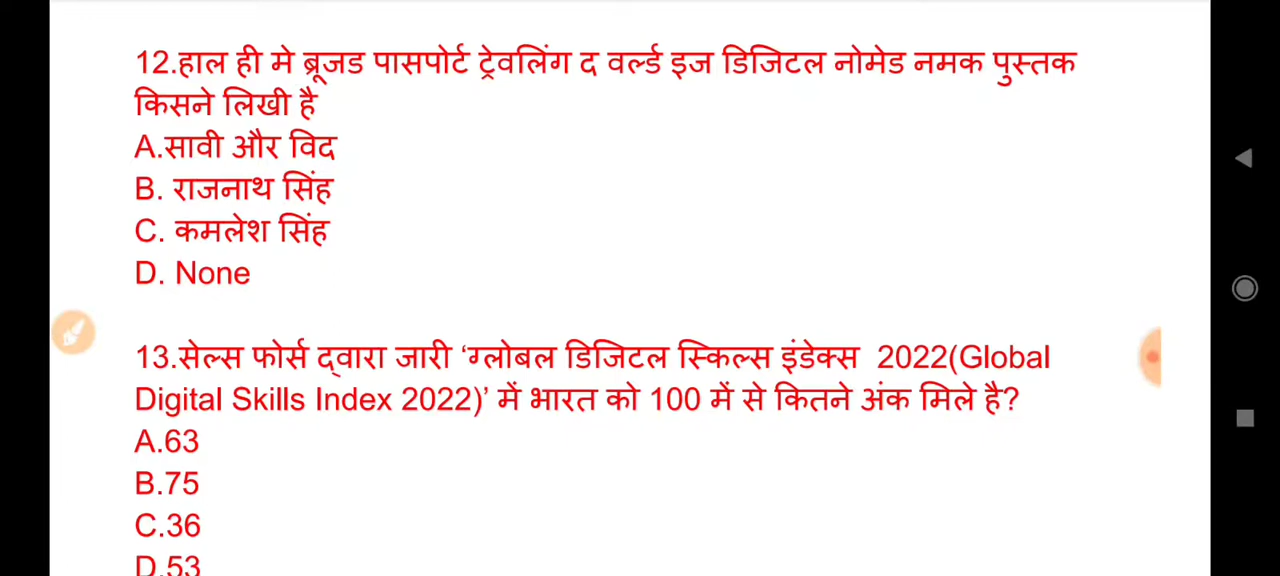 12.हाल ही मे ब्रूजड पासपोर्ट ट्रेवलिंग द वर्ल्ड इज डिजिटल नोमेड नमक पुस्तक
किसने लिखी है
A.सावी और विद
B. राजनाथ सिंह
C. कमलेश सिंह
D. None
13.सेल्स फोर्स द्वारा जारी ‘ग्लोबल डिजिटल स्किल्स इंडेक्स 2022(Global
Digital Skills Index 2022)’ में भारत को 100 में से कितने अंक मिले है?
A.63
B.75
C.36
D.53